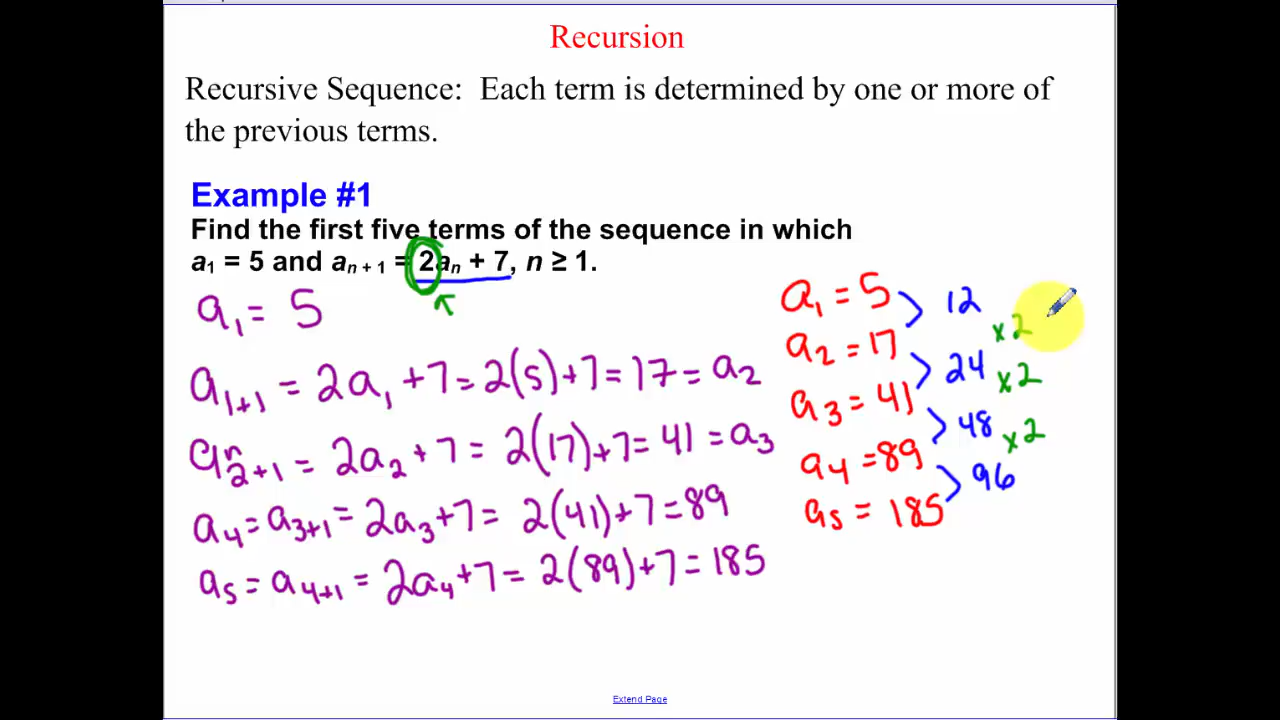 Recursion
Recursive Sequence: Each term is determined by one or more of
the previous terms.
Example #1
Find the first five terms of the sequence in which
a₁ = 5 and aₙ₊₁ = 2aₙ + 7, n ≥ 1.
a₁ = 5
a₁₊₁ = 2a₁ + 7 = 2(5) + 7 = 17 = a₂
aⁿ₂₊₁ = 2a₂ + 7 = 2(17) + 7 = 41 = a₃
a₄ = a₃₊₁ = 2a₃ + 7 = 2(41) + 7 = 89
a₅ = a₄₊₁ = 2a₄ + 7 = 2(89) + 7 = 185
a₁ = 5
> 12
x2
a₂ = 17
> 24
x2
a₃ = 41
> 48
x2
a₄ = 89
> 96
a₅ = 185
Extend Page